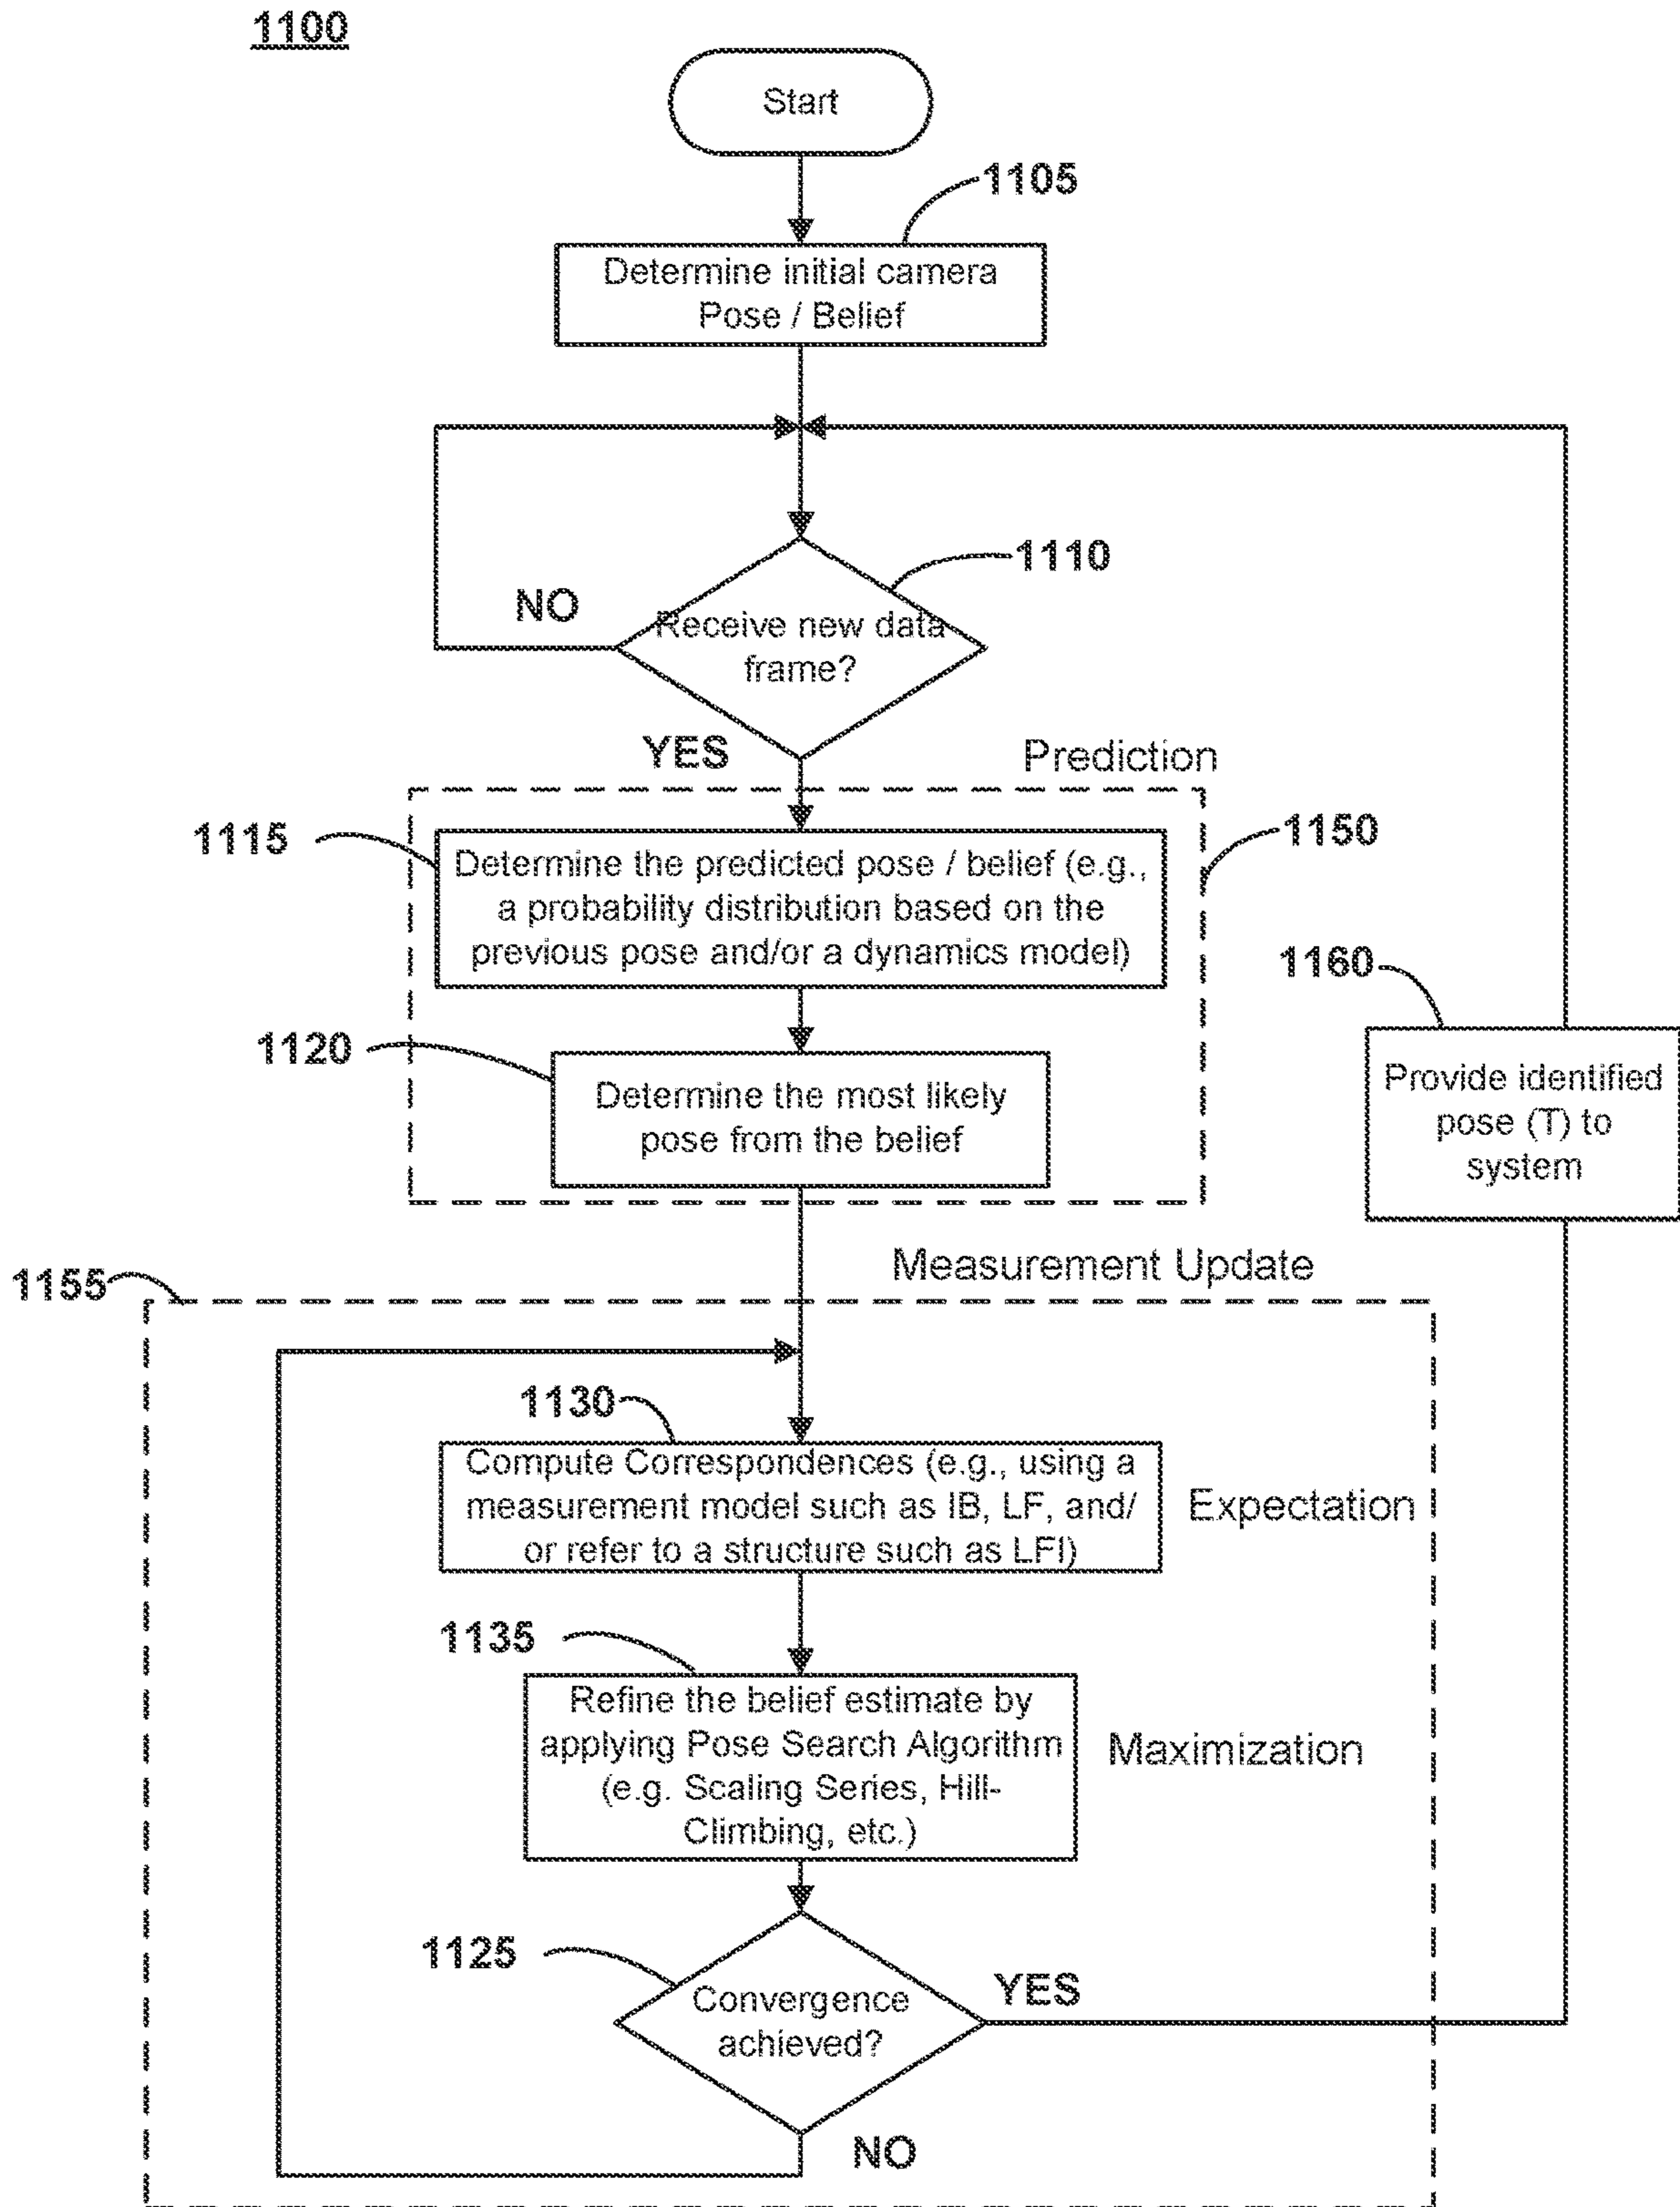 1100
Start
1105
Determine initial camera
Pose / Belief
1110
NO
Receive new data
frame?
YES
Prediction
1115
1150
Determine the predicted pose / belief (e.g.,
a probability distribution based on the
previous pose and/or a dynamics model)
1160
1120
Determine the most likely
pose from the belief
Provide identified
pose (T) to
system
Measurement Update
1155
1130
Compute Correspondences (e.g., using a
measurement model such as IB, LF, and/
or refer to a structure such as LFI)
Expectation
1135
Refine the belief estimate by
applying Pose Search Algorithm
(e.g. Scaling Series, Hill-
Climbing, etc.)
Maximization
1125
Convergence
achieved?
YES
NO